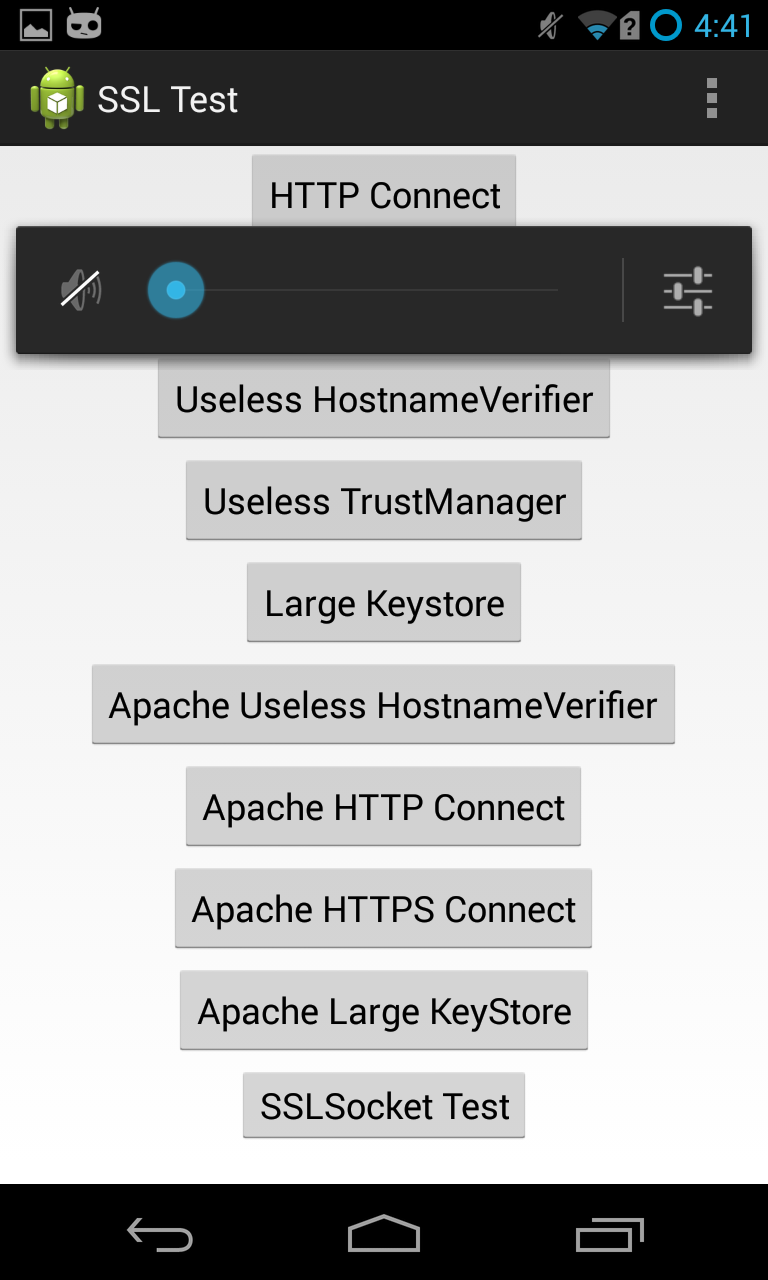 4:41
SSL Test
HTTP Connect
Useless HostnameVerifier
Useless TrustManager
Large Keystore
Apache Useless HostnameVerifier
Apache HTTP Connect
Apache HTTPS Connect
Apache Large KeyStore
SSLSocket Test